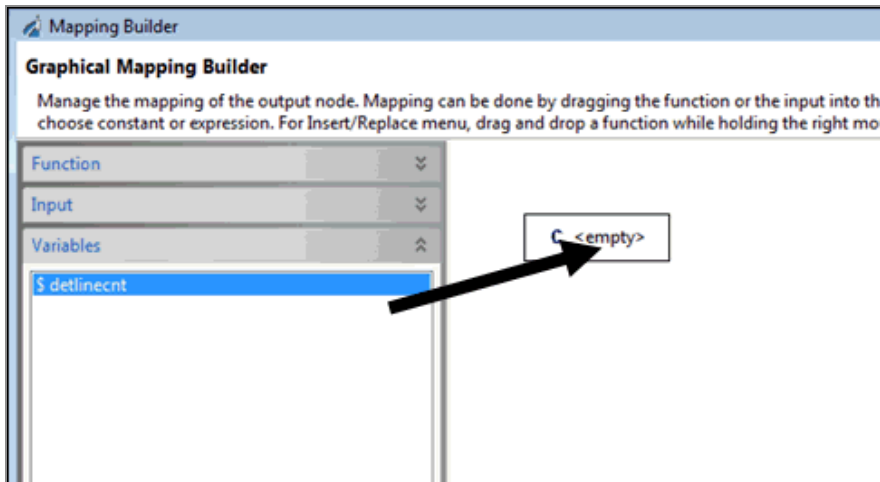 Mapping Builder
Graphical Mapping Builder
Manage the mapping of the output node. Mapping can be done by dragging the function or the input into th
choose constant or expression. For Insert/Replace menu, drag and drop a function while holding the right mo
Function
Input
Variables
$ detlinecnt
C <empty>